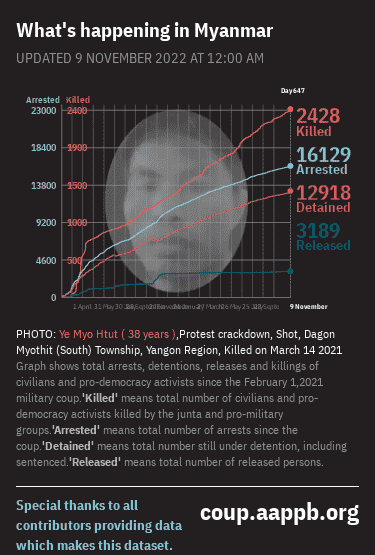 What's happening in Myanmar
UPDATED 9 NOVEMBER 2022 AT 12:00 AM
Day647
Arrested Killed
23000 2400
2428
Killed
18400 1900
16129
Arrested
13800 1500
12918
Detained
9200 1000
3189
Released
4600 500
0
9 November
PHOTO: Ye Myo Htut ( 38 years ),Protest crackdown, Shot, Dagon
Myothit (South) Township, Yangon Region, Killed on March 14 2021
Graph shows total arrests, detentions, releases and killings of
civilians and pro-democracy activists since the February 1,2021
military coup.'Killed' means total number of civilians and pro-
democracy activists killed by the junta and pro-military
groups.'Arrested' means total number of arrests since the
coup.'Detained' means total number still under detention, including
sentenced.'Released' means total number of released persons.
Special thanks to all
contributors providing data
which makes this dataset.
coup.aappb.org